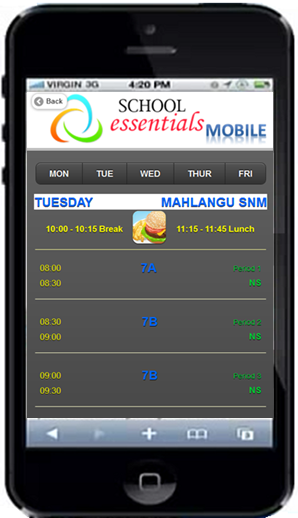 VIRGIN 3G 4:20 PM
Back
SCHOOL
essentials MOBILE
MON TUE WED THUR FRI
TUESDAY MAHLANGU SNM
10:00 - 10:15 Break 11:15 - 11:45 Lunch
08:00 7A Period 1
08:30 NS
08:30 7B Period 2
09:00 NS
09:00 7B Period 3
09:30 NS